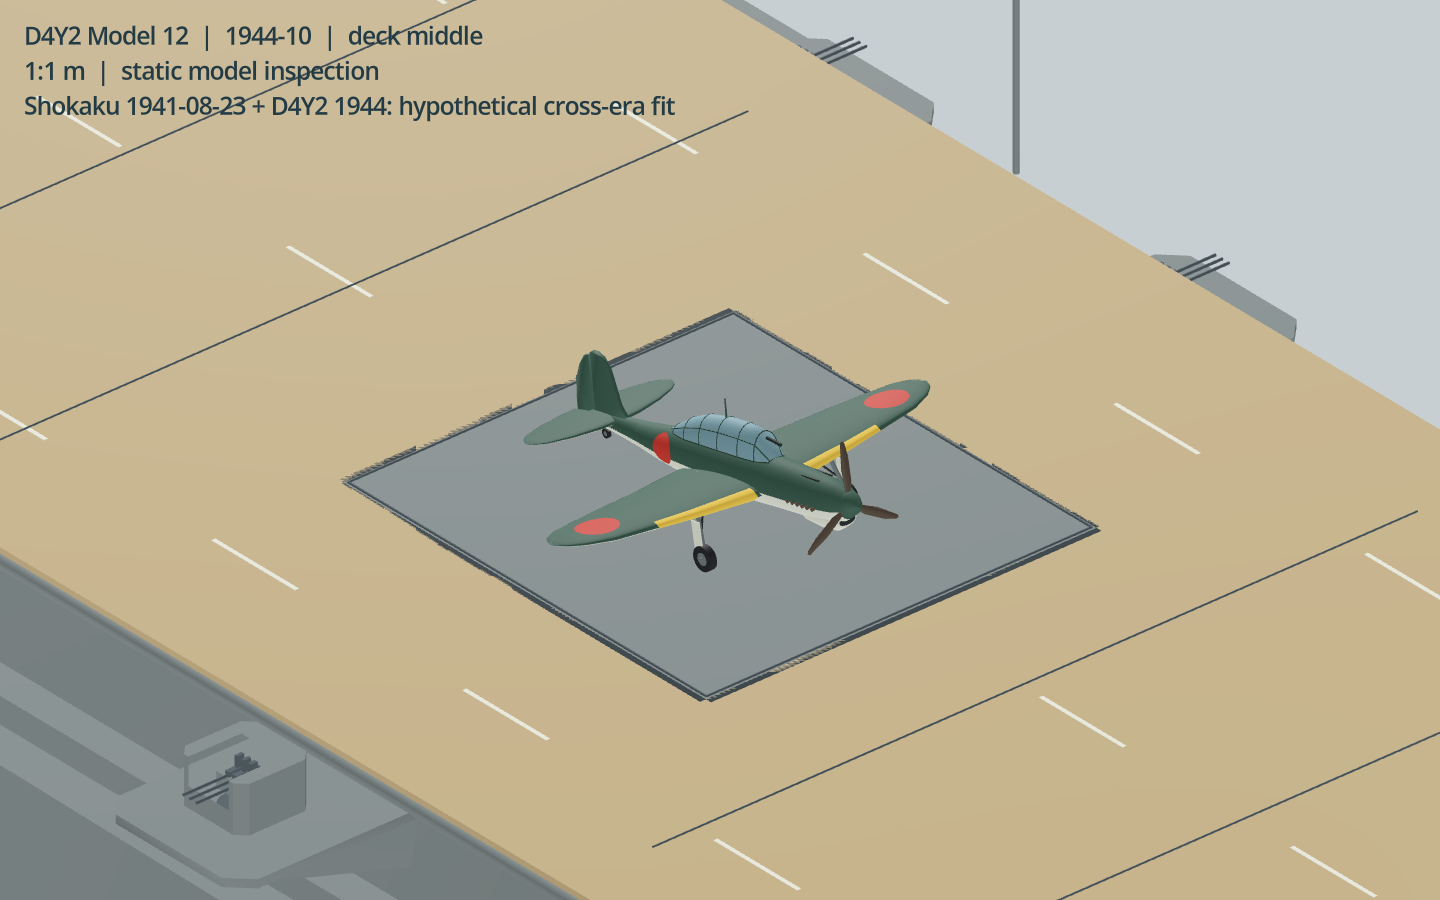 D4Y2 Model 12 | 1944-10 | deck middle
1:1 m | static model inspection
Shokaku 1941-08-23 + D4Y2 1944: hypothetical cross-era fit